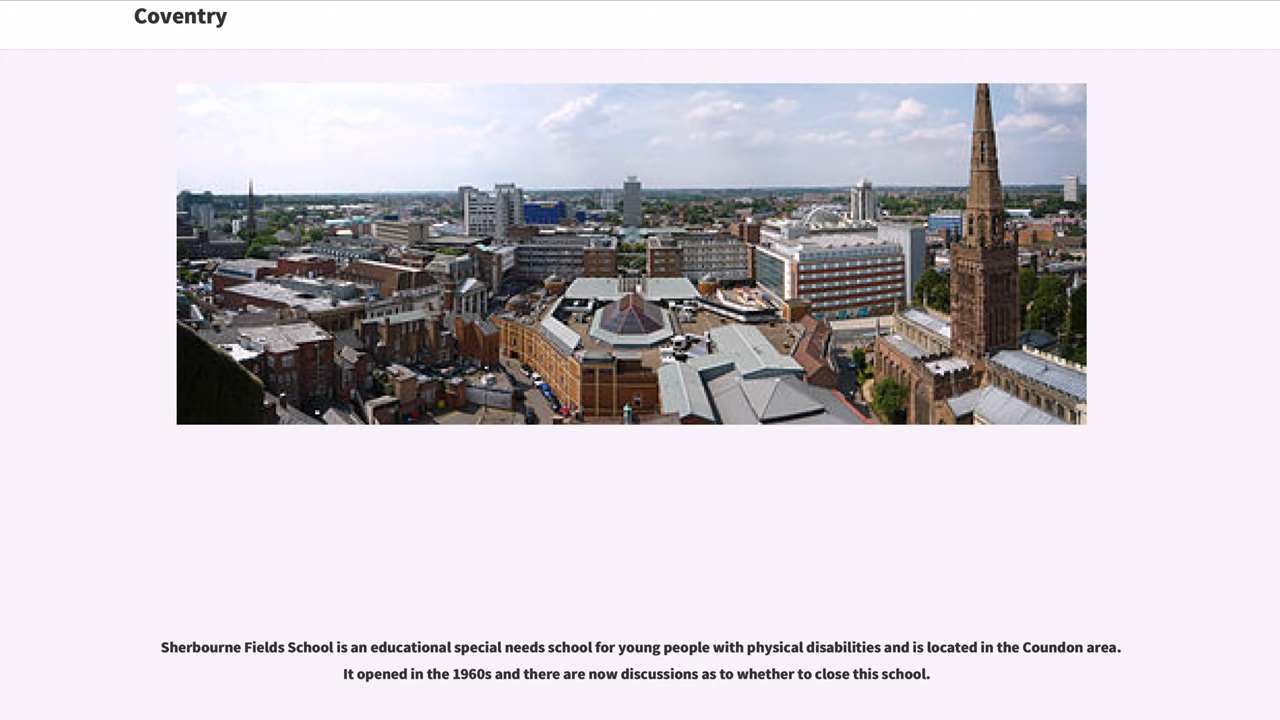 Coventry
Sherbourne Fields School is an educational special needs school for young people with physical disabilities and is located in the Coundon area.
It opened in the 1960s and there are now discussions as to whether to close this school.